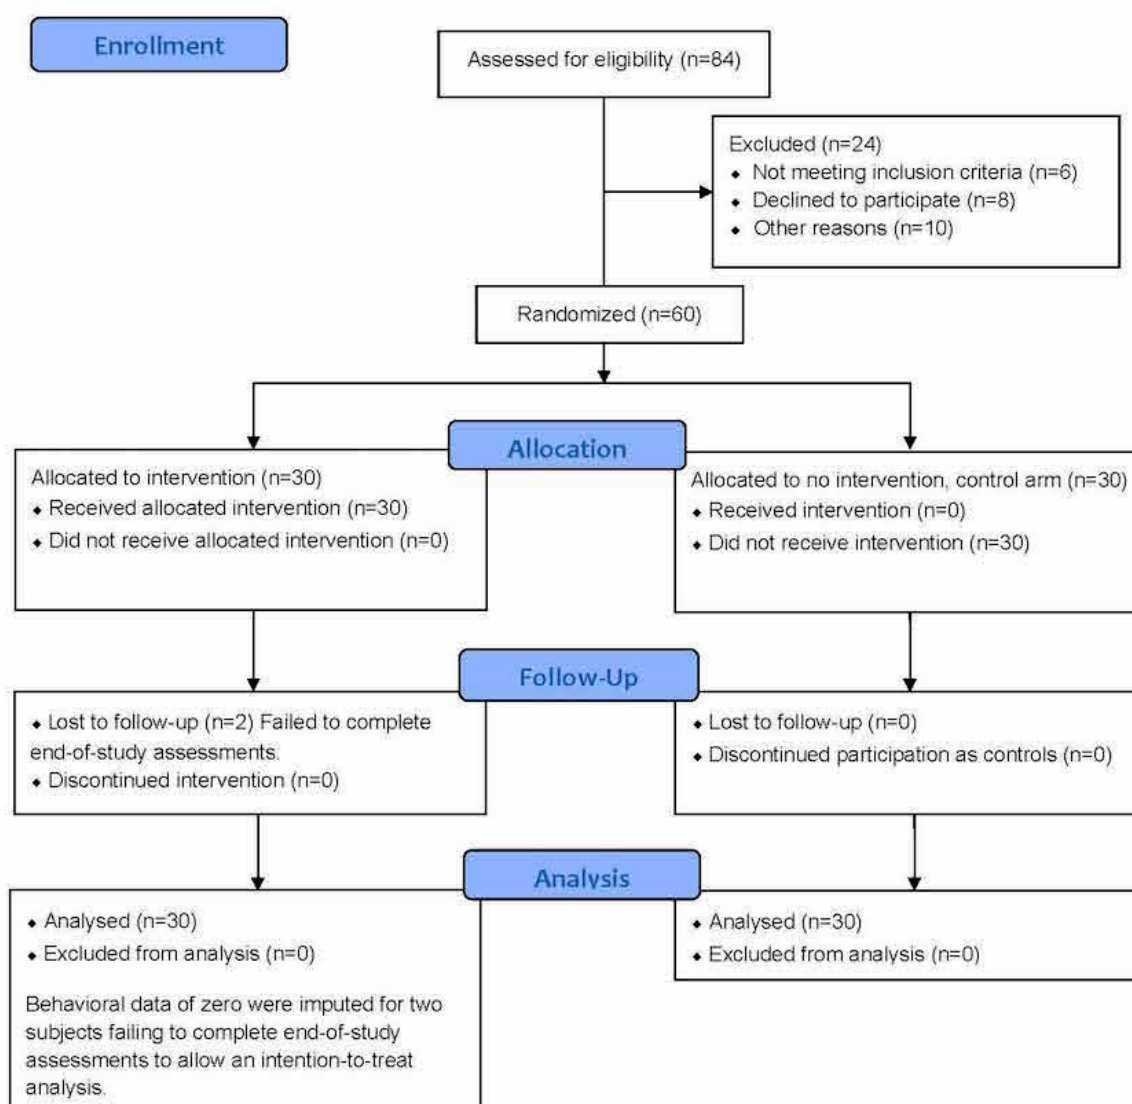 Enrollment
Assessed for eligibility (n=84)
Excluded (n=24)
⬥ Not meeting inclusion criteria (n=6)
⬥ Declined to participate (n=8)
⬥ Other reasons (n=10)
Randomized (n=60)
Allocation
Allocated to intervention (n=30)
⬥ Received allocated intervention (n=30)
⬥ Did not receive allocated intervention (n=0)
Allocated to no intervention, control arm (n=30)
⬥ Received intervention (n=0)
⬥ Did not receive intervention (n=30)
Follow-Up
⬥ Lost to follow-up (n=2) Failed to complete
end-of-study assessments.
⬥ Discontinued intervention (n=0)
⬥ Lost to follow-up (n=0)
⬥ Discontinued participation as controls (n=0)
Analysis
⬥ Analysed (n=30)
⬥ Excluded from analysis (n=0)
Behavioral data of zero were imputed for two
subjects failing to complete end-of-study
assessments to allow an intention-to-treat
analysis.
⬥ Analysed (n=30)
⬥ Excluded from analysis (n=0)